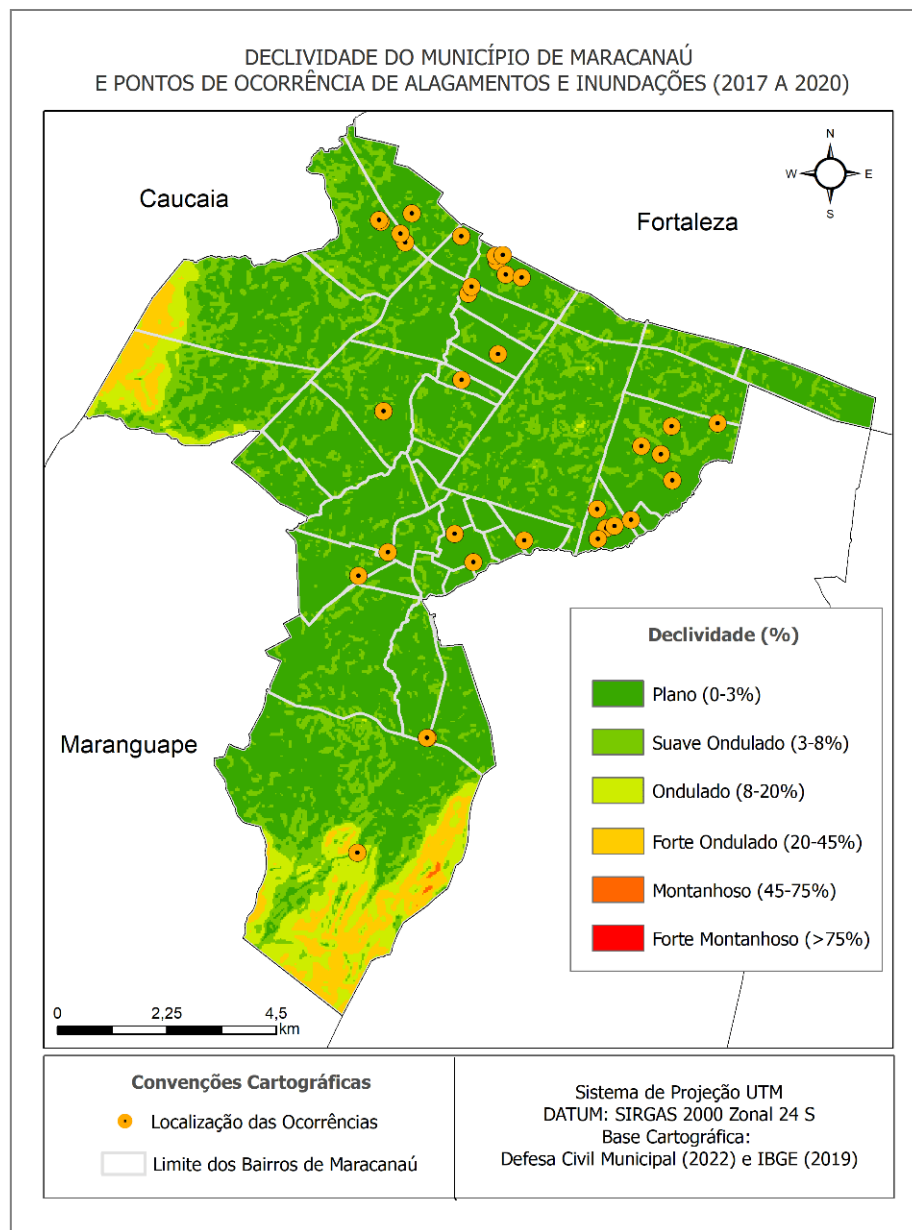 DECLIVIDADE DO MUNICÍPIO DE MARACANAÚ
E PONTOS DE OCORRÊNCIA DE ALAGAMENTOS E INUNDAÇÕES (2017 A 2020)
N
W
E
S
Caucaia
Fortaleza
Maranguape
Declividade (%)
Plano (0-3%)
Suave Ondulado (3-8%)
Ondulado (8-20%)
Forte Ondulado (20-45%)
Montanhoso (45-75%)
Forte Montanhoso (>75%)
0 2,25 4,5
km
Convenções Cartográficas
Localização das Ocorrências
Limite dos Bairros de Maracanaú
Sistema de Projeção UTM
DATUM: SIRGAS 2000 Zonal 24 S
Base Cartográfica:
Defesa Civil Municipal (2022) e IBGE (2019)